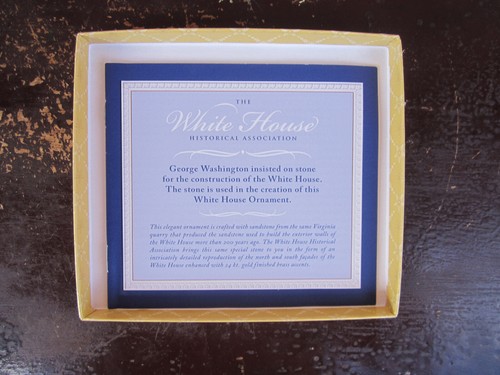 THE
White House
HISTORICAL ASSOCIATION
George Washington insisted on stone
for the construction of the White House.
The stone is used in the creation of this
White House Ornament.
This elegant ornament is crafted with sandstone from the same Virginia
quarry that produced the sandstone used to build the exterior walls of
the White House more than 200 years ago. The White House Historical
Association brings this same special stone to you in the form of an
intricately detailed reproduction of the north and south façades of the
White House enhanced with 24 kt. gold finished brass accents.